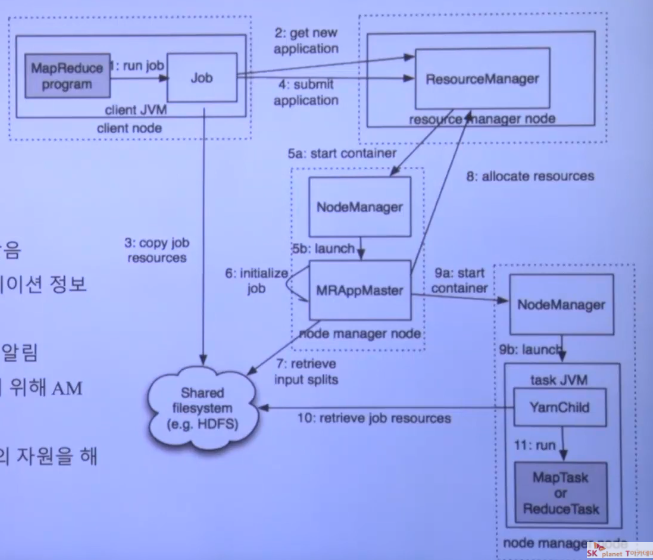 2: get new
application
1: run job
MapReduce
program
Job
4: submit
application
ResourceManager
client JVM
client node
resource manager node
5a: start container
8: allocate resources
NodeManager
3: copy job
resources
5b: launch
6: initialize
job
MRAppMaster
9a: start
container
NodeManager
node manager node
7: retrieve
input splits
9b: launch
task JVM
YarnChild
Shared
filesystem
(e.g. HDFS)
10: retrieve job resources
11: run
MapTask
or
ReduceTask
node manager node
음
이션 정보
알림
위해 AM
의 자원을 해
SK planet T아카데미